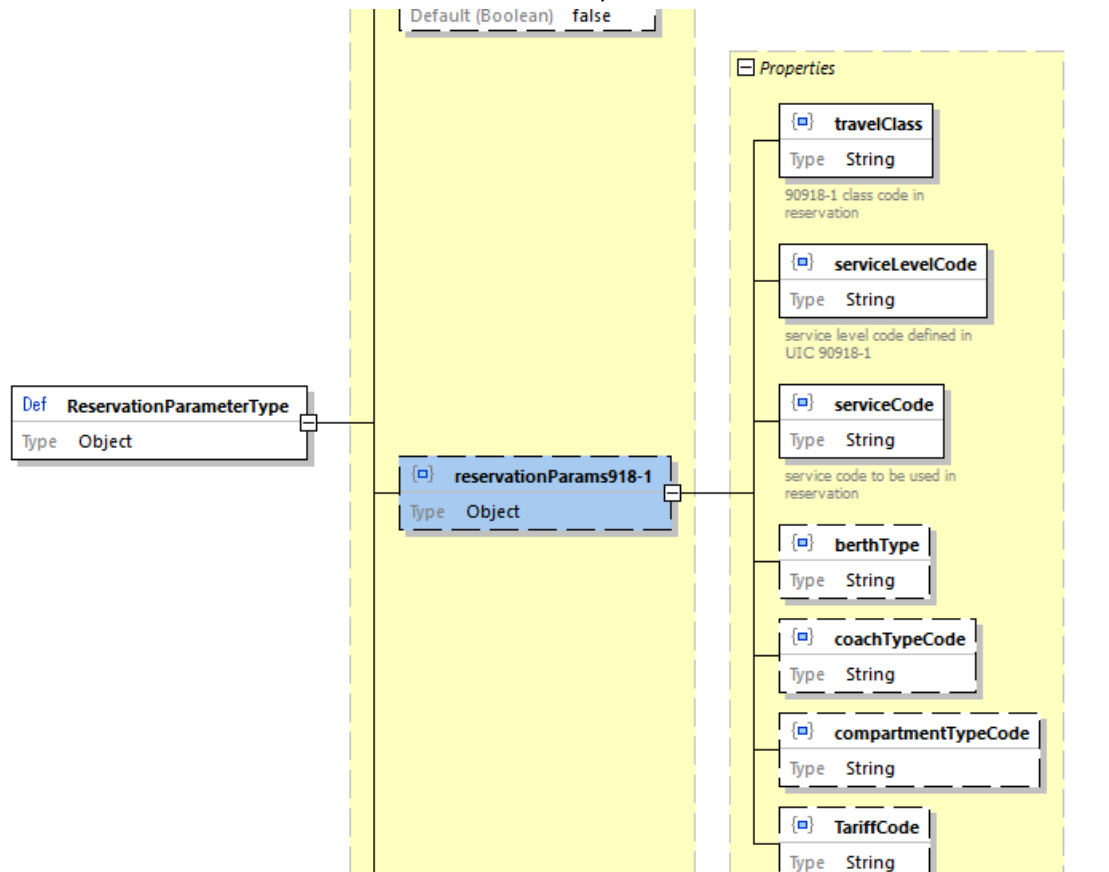 Default (Boolean) false
Properties
travelClass
Type String
90918-1 class code in
reservation
serviceLevelCode
Type String
service level code defined in
UIC 90918-1
serviceCode
Type String
service code to be used in
reservation
Def ReservationParameterType
Type Object
reservationParams918-1
Type Object
berthType
Type String
coachTypeCode
Type String
compartmentTypeCode
Type String
TariffCode
Type String